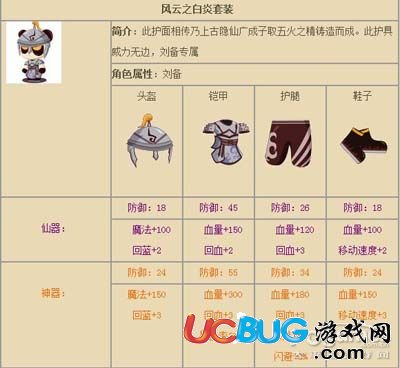 风云之白炎套装
简介：此护面相传乃上古隐仙广成子取五火之精铸造而成。此护具
威力无边，刘备专属
角色属性：刘备
头盔 铠甲 护腿 鞋子
仙器：
防御：18 防御：45 防御：26 防御：18
魔法+100 血量+150 血量+120 血量+100
回蓝+2 回血+2 回血+3 移动速度+2
神器：
防御：24 防御：55 防御：34 防御：24
魔法+150 血量+300 血量+180 血量+150
回蓝+3 回血+3 移动速度+3
UCBUG游戏网
.com